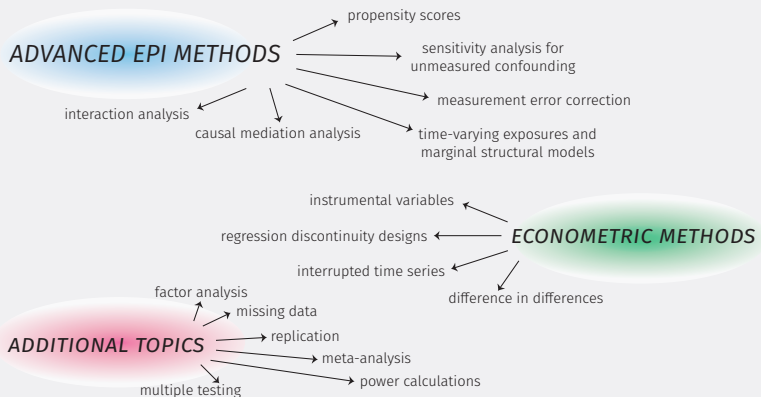 propensity scores
ADVANCED EPI METHODS
sensitivity analysis for
unmeasured confounding
measurement error correction
interaction analysis
causal mediation analysis
time-varying exposures and
marginal structural models
instrumental variables
regression discontinuity designs
ECONOMETRIC METHODS
interrupted time series
difference in differences
factor analysis
missing data
replication
ADDITIONAL TOPICS
meta-analysis
power calculations
multiple testing